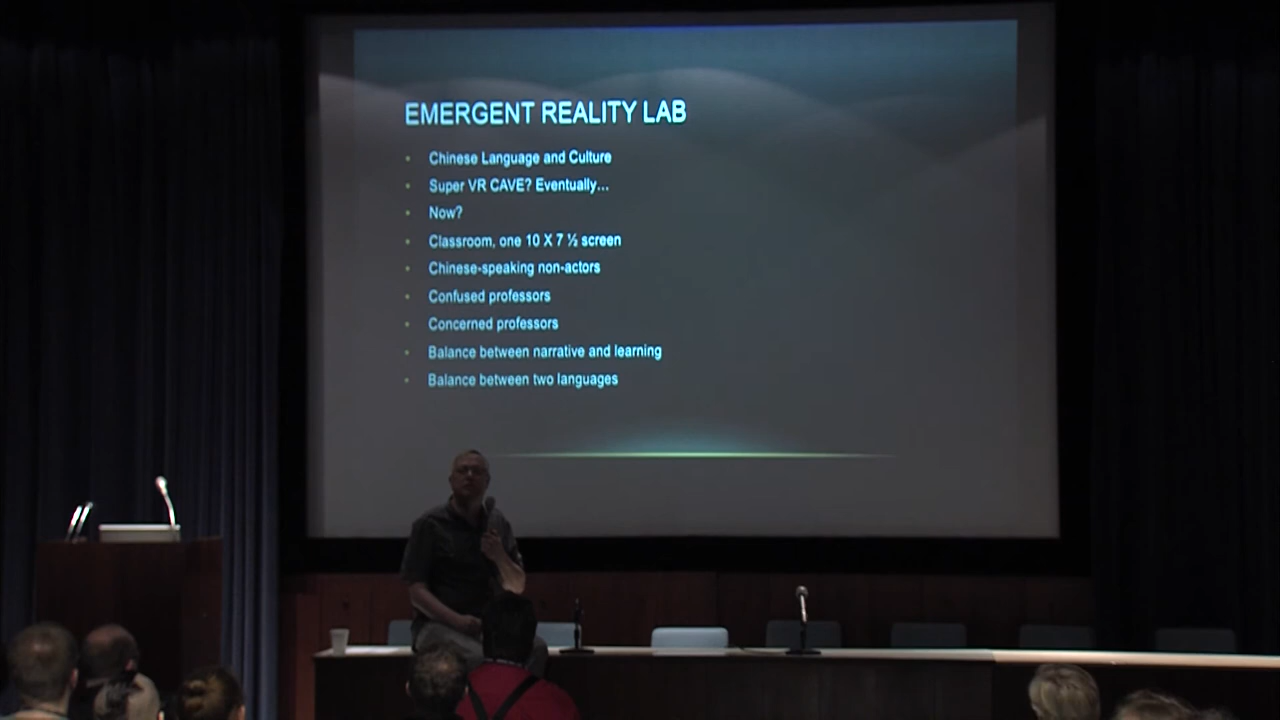 EMERGENT REALITY LAB
Chinese Language and Culture
Super VR CAVE? Eventually...
Now?
Classroom, one 10 X 7 ½ screen
Chinese-speaking non-actors
Confused professors
Concerned professors
Balance between narrative and learning
Balance between two languages